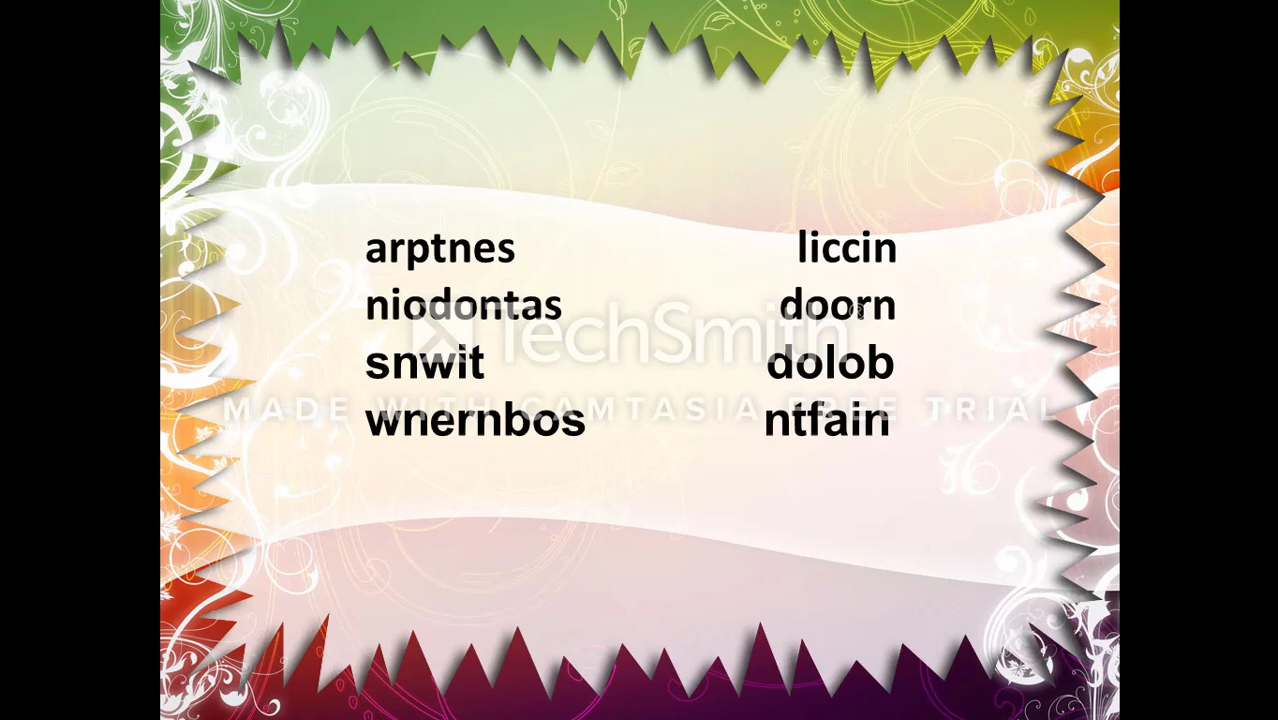 arptnes liccin
niodontas doorn
snwit dolob
wnernbos ntfain
TechSmith®
MADE WITH CAMTASIA FREE TRIAL